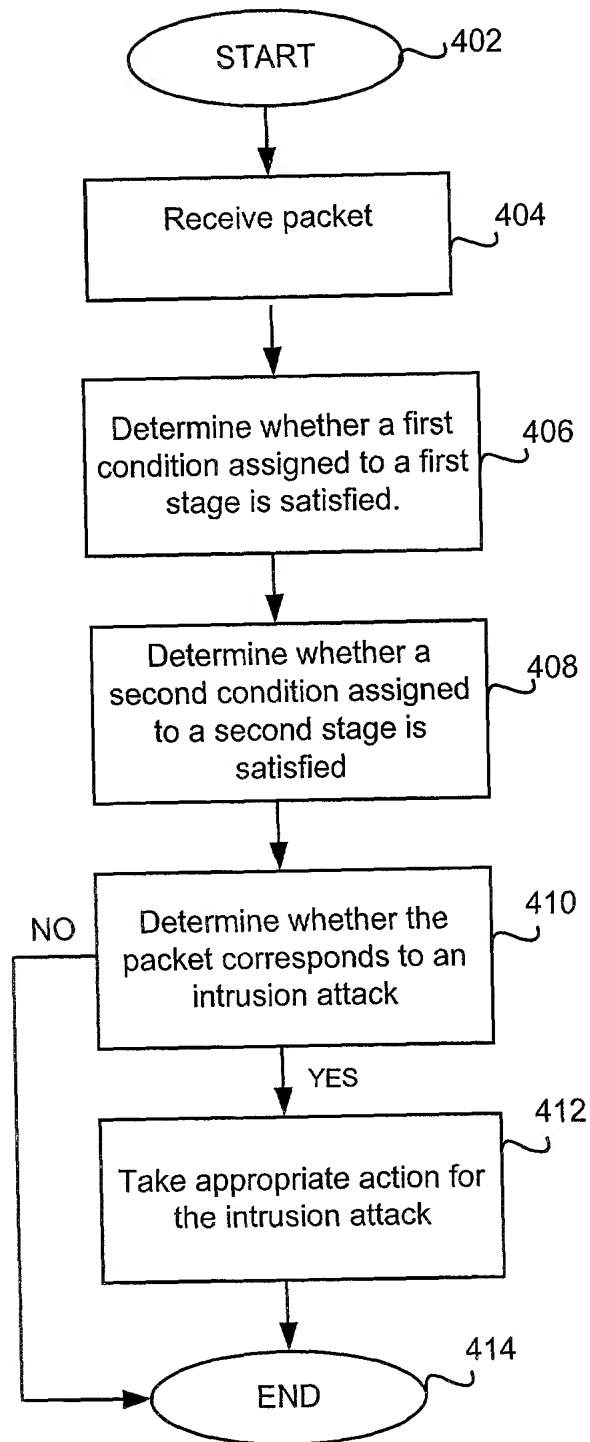 START
402
Receive packet
404
Determine whether a first
condition assigned to a first
stage is satisfied.
406
Determine whether a
second condition assigned
to a second stage is
satisfied
408
NO
Determine whether the
packet corresponds to an
intrusion attack
410
YES
412
Take appropriate action for
the intrusion attack
414
END